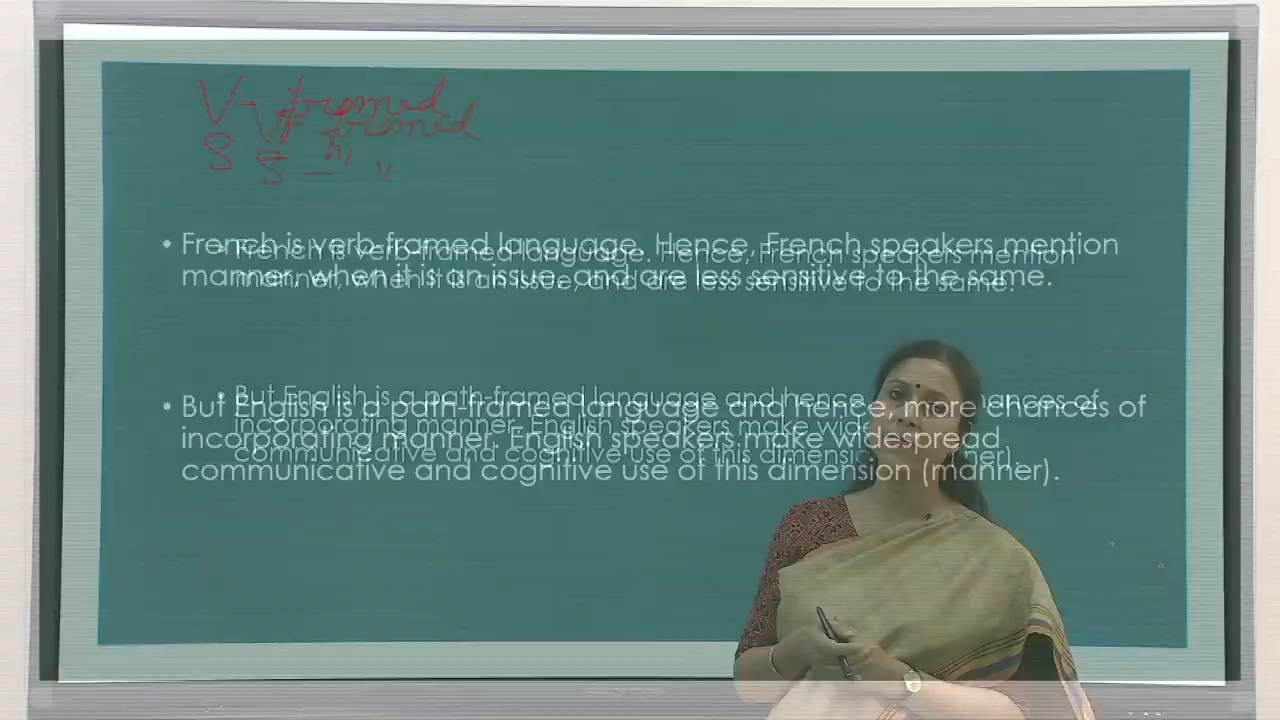 V-framed
S- "
• French is verb-framed language. Hence, French speakers mention
manner, when it is an issue, and are less sensitive to the same.
• But English is a path-framed language and hence, more chances of
incorporating manner. English speakers make widespread
communicative and cognitive use of this dimension (manner).